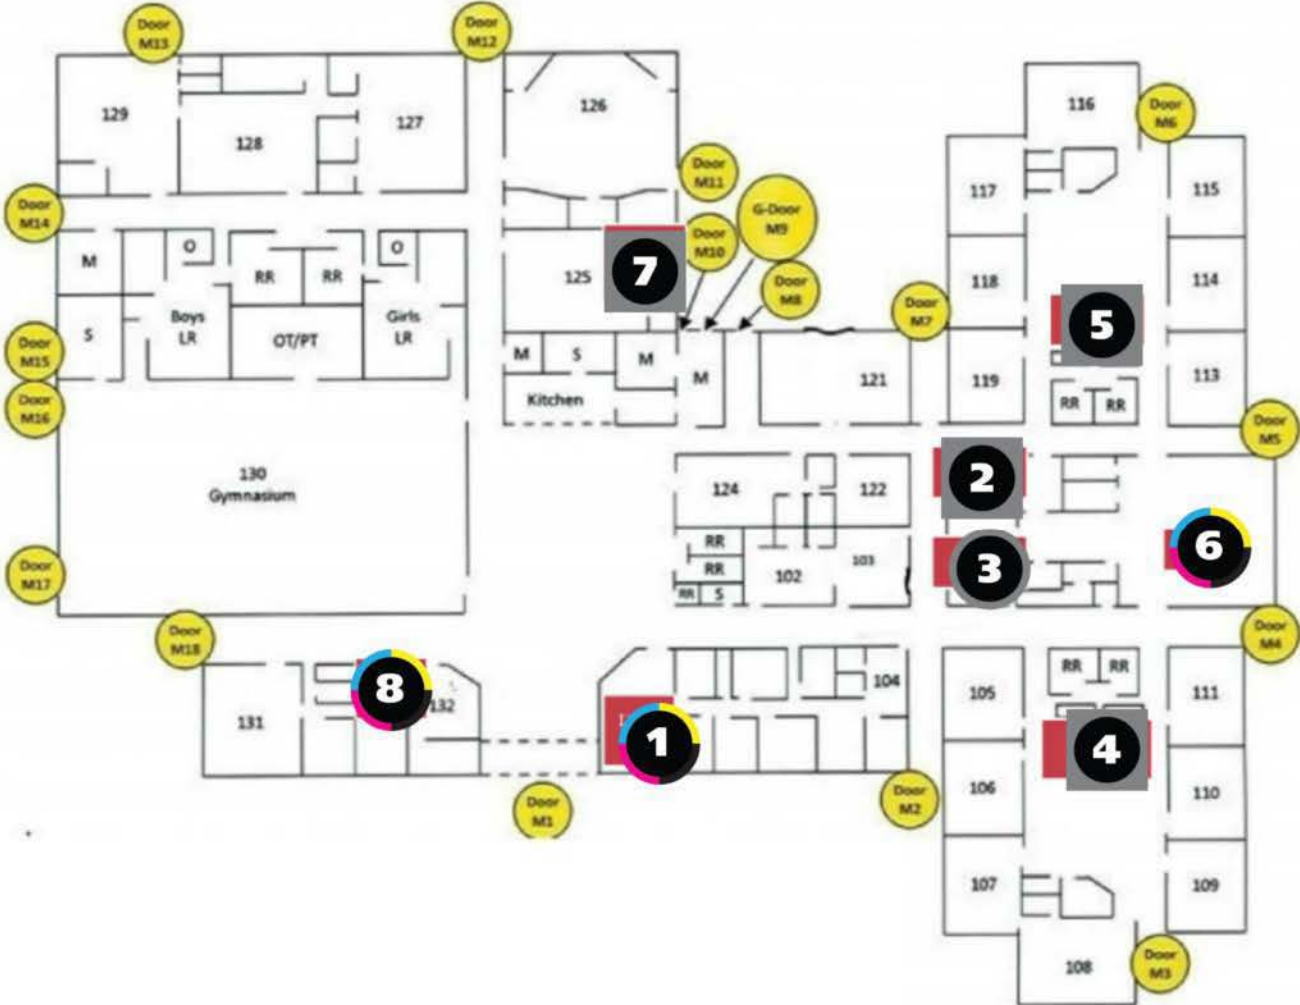 Door
M13
Door
M12
129
128
127
126
116
Door
M6
Door
M11
G-Door
M9
117
115
Door
M14
M
O
RR
RR
O
125
7
Door
M10
Door
M8
118
114
Door
M7
5
S
Boys
LR
OT/PT
Girls
LR
Door
M15
Door
M16
M
S
M
M
Kitchen
121
119
113
RR
RR
Door
M5
130
Gymnasium
124
122
2
RR
RR
RR
S
102
103
3
6
Door
M17
Door
M18
Door
M4
131
8
132
1
104
105
RR
RR
111
4
106
110
Door
M1
Door
M2
107
109
108
Door
M3